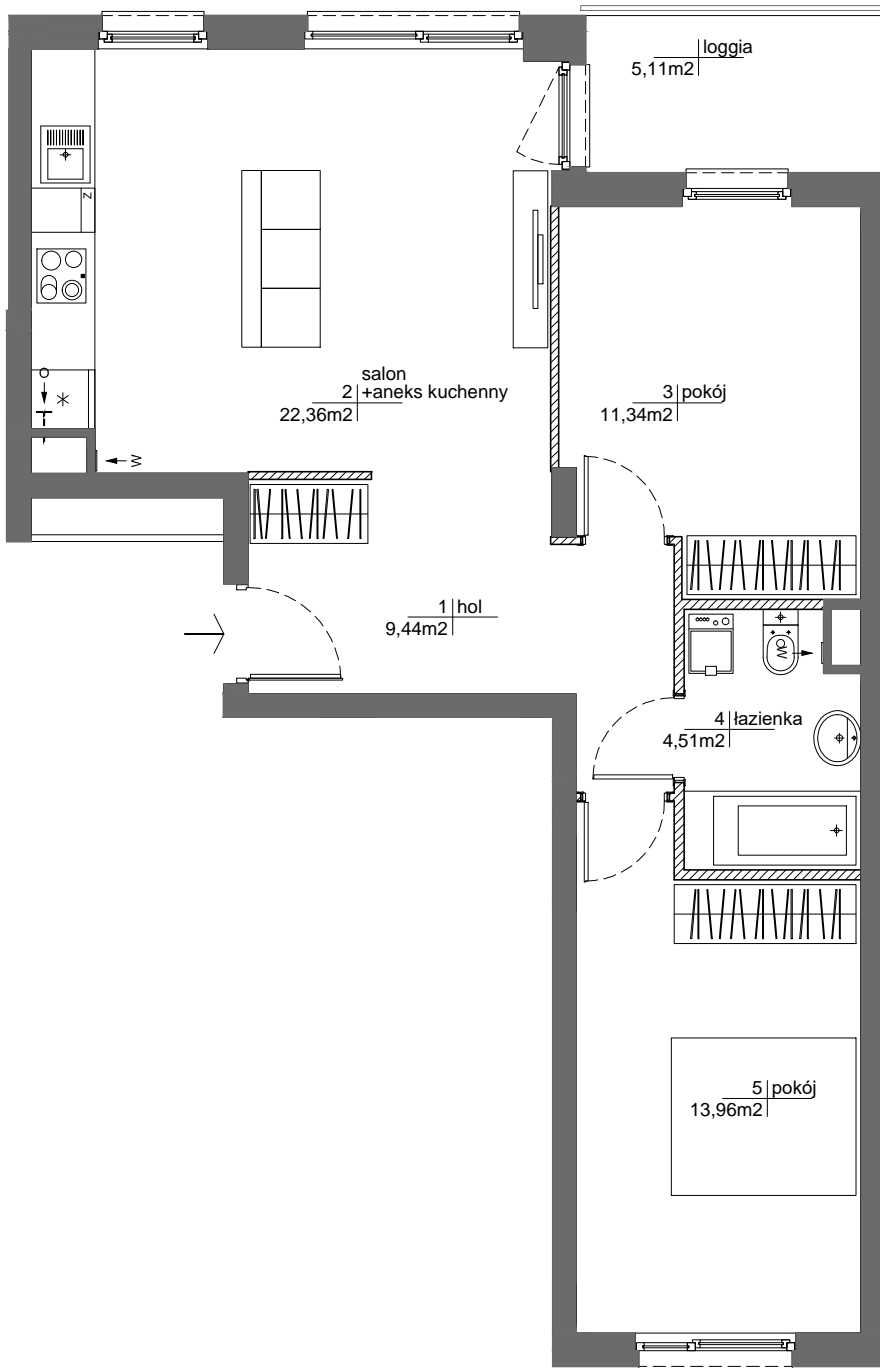 loggia
5,11m2
Z
salon
2 +aneks kuchenny
22,36m2
3 pokój
11,34m2
O
W
1 hol
9,44m2
OW
4 łazienka
4,51m2
5 pokój
13,96m2